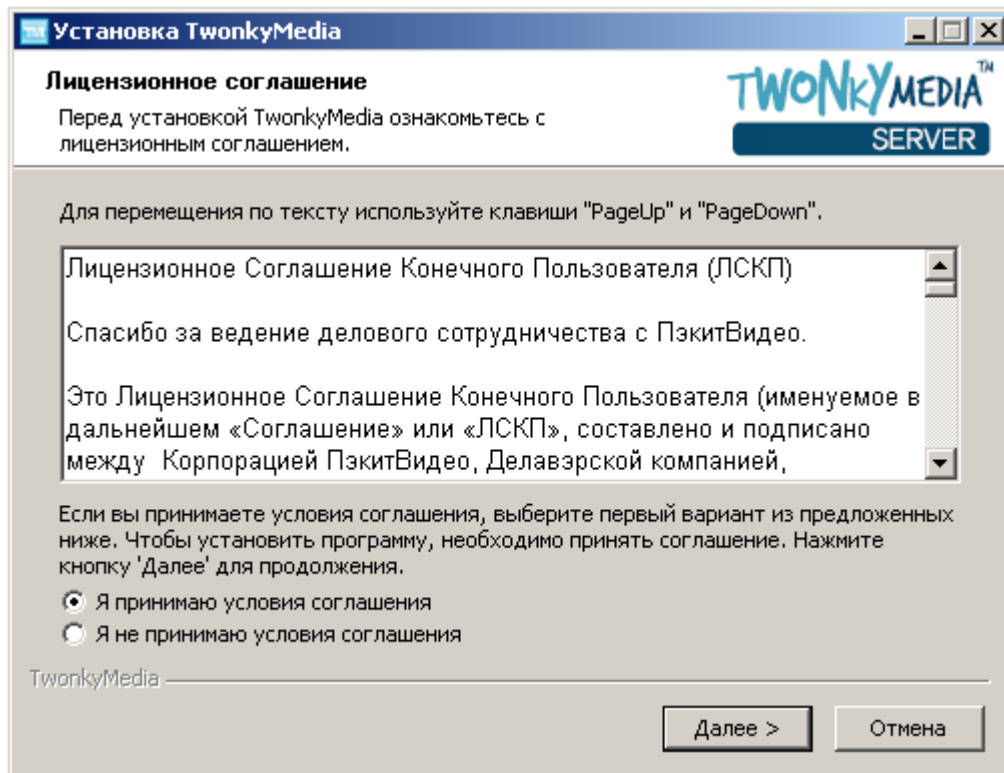 Установка TwonkyMedia
Лицензионное соглашение
Перед установкой TwonkyMedia ознакомьтесь с
лицензионным соглашением.
TWONKYMEDIA™
SERVER
Для перемещения по тексту используйте клавиши "PageUp" и "PageDown".
Лицензионное Соглашение Конечного Пользователя (ЛСКП)
Спасибо за ведение делового сотрудничества с ПэкитВидео.
Это Лицензионное Соглашение Конечного Пользователя (именуемое в
дальнейшем «Соглашение» или «ЛСКП», составлено и подписано
между  Корпорацией ПэкитВидео, Делавэрской компанией,
Если вы принимаете условия соглашения, выберите первый вариант из предложенных
ниже. Чтобы установить программу, необходимо принять соглашение. Нажмите
кнопку 'Далее' для продолжения.
Я принимаю условия соглашения
Я не принимаю условия соглашения
TwonkyMedia
Далее >
Отмена